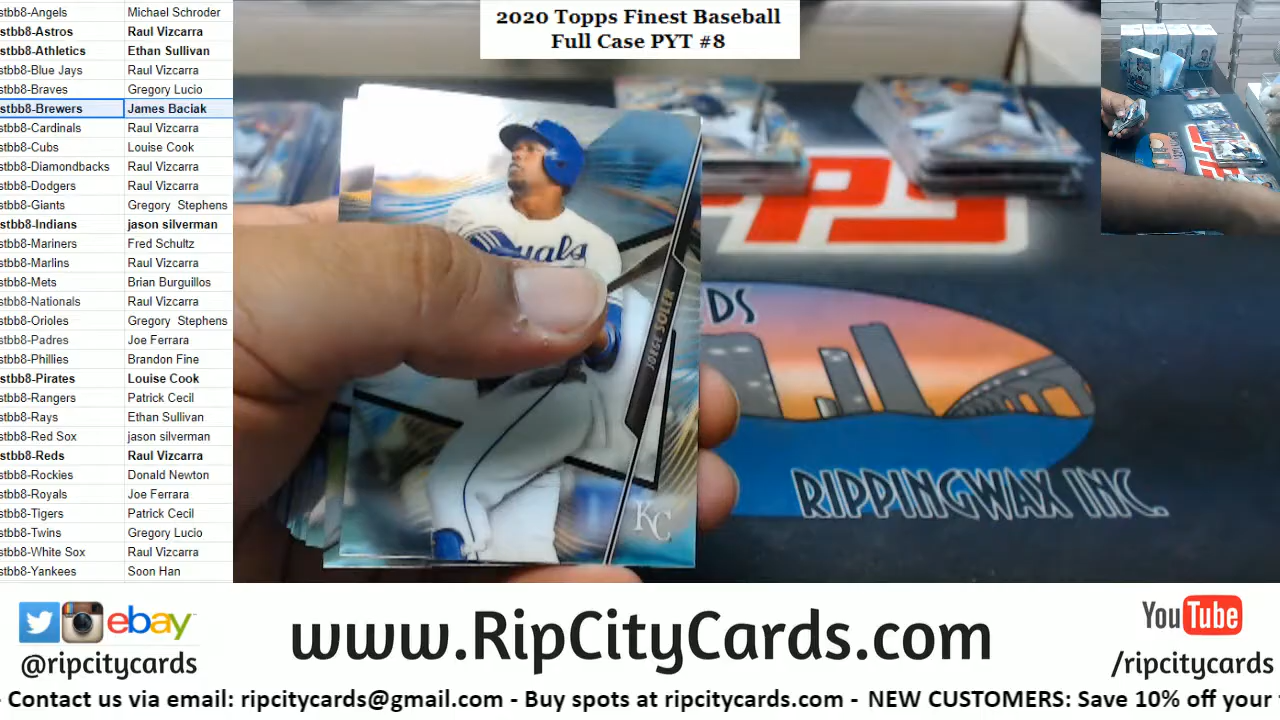 2020 Topps Finest Baseball
Full Case PYT #8
stbb8-Angels Michael Schroder
stbb8-Astros Raul Vizcarra
stbb8-Athletics Ethan Sullivan
stbb8-Blue Jays Raul Vizcarra
stbb8-Braves Gregory Lucio
stbb8-Brewers James Baciak
stbb8-Cardinals Raul Vizcarra
stbb8-Cubs Louise Cook
stbb8-Diamondbacks Raul Vizcarra
stbb8-Dodgers Raul Vizcarra
stbb8-Giants Gregory Stephens
stbb8-Indians jason silverman
stbb8-Mariners Fred Schultz
stbb8-Marlins Raul Vizcarra
stbb8-Mets Brian Burguillos
stbb8-Nationals Raul Vizcarra
stbb8-Orioles Gregory Stephens
stbb8-Padres Joe Ferrara
stbb8-Phillies Brandon Fine
stbb8-Pirates Louise Cook
stbb8-Rangers Patrick Cecil
stbb8-Rays Ethan Sullivan
stbb8-Red Sox jason silverman
stbb8-Reds Raul Vizcarra
stbb8-Rockies Donald Newton
stbb8-Royals Joe Ferrara
stbb8-Tigers Patrick Cecil
stbb8-Twins Gregory Lucio
stbb8-White Sox Raul Vizcarra
stbb8-Yankees Soon Han
JORGE SOLER
KC
DS
RIPPINGWAX INC.
ebay
@ripcitycards
www.RipCityCards.com
YouTube
/ripcitycards
- Contact us via email: ripcitycards@gmail.com - Buy spots at ripcitycards.com - NEW CUSTOMERS: Save 10% off your